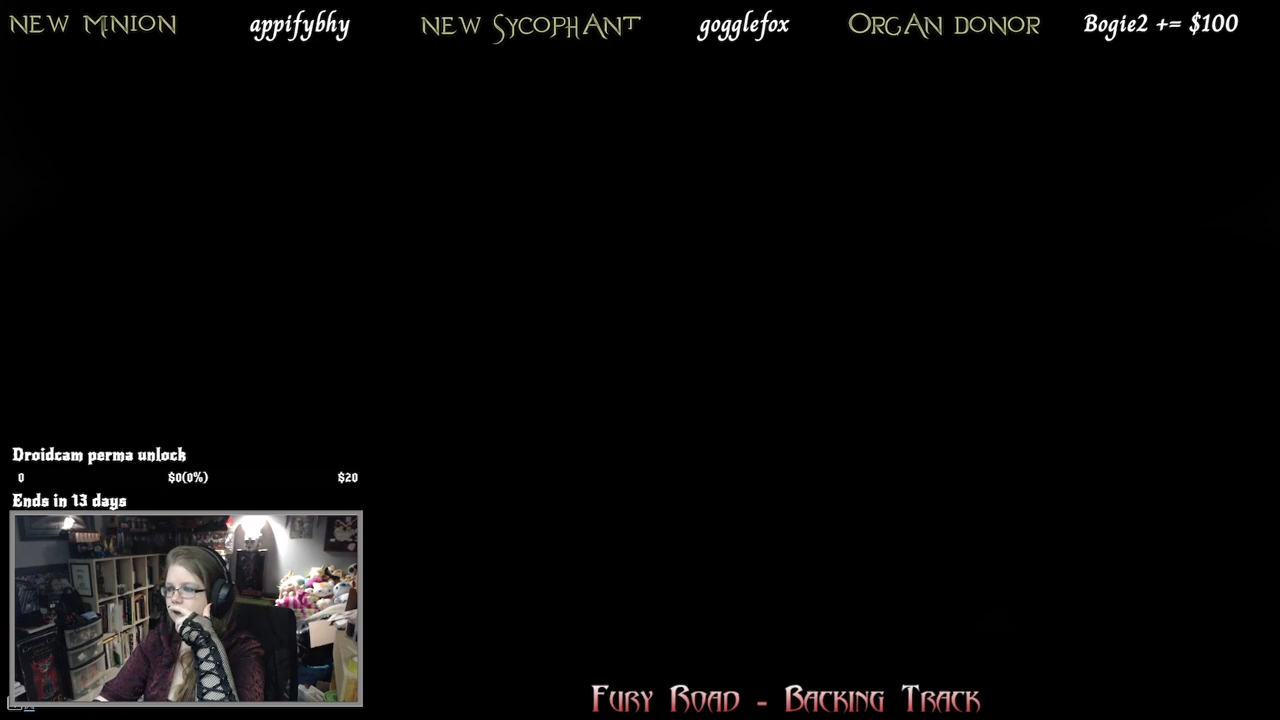 NEW MINION appifybhy NEW SYCOPHANT gogglefox ORGAN DONOR Bogie2 += $100
Droidcam perma unlock
0 $0(0%) $20
Ends in 13 days
FURY ROAD - BACKING TRACK